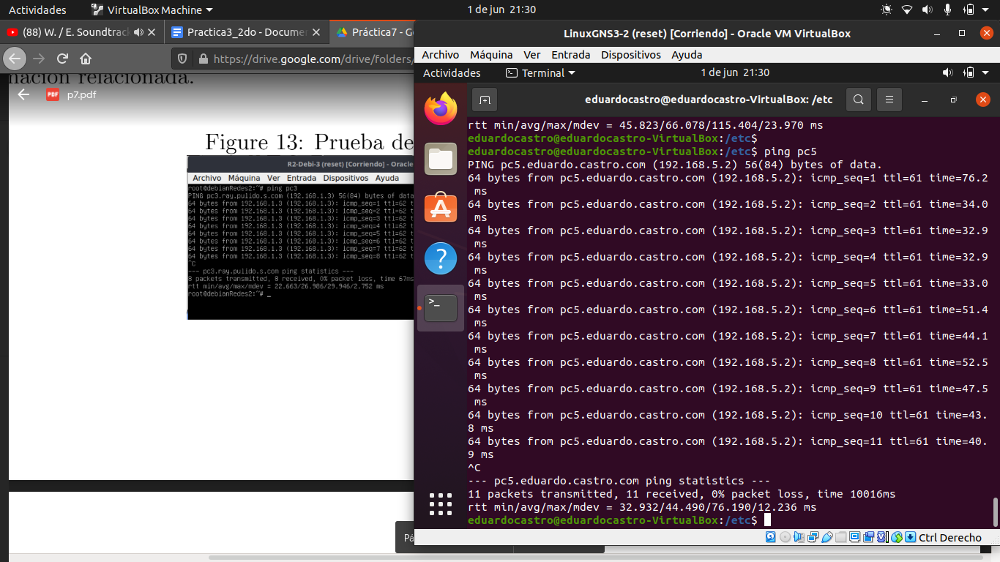 Actividades
VirtualBox Machine
1 de jun 21:30
(88) W. / E. Soundtrack
Practica3_2do - Documen
Práctica7 - G
https://drive.google.com/drive/folders/
mación relacionada.
PDF
p7.pdf
Figure 13: Prueba de
R2-Debi-3 (reset) [Corriendo] - Oracle
Archivo Máquina Ver Entrada Dispositivos Ayuda
root@debianRedes2:~# ping pc3
PING pc3.ray.pulido.s.com (192.168.1.3) 56(84) bytes of data
64 bytes from 192.168.1.3 (192.168.1.3): icmp_seq=1 ttl=62 t
64 bytes from 192.168.1.3 (192.168.1.3): icmp_seq=2 ttl=62 t
64 bytes from 192.168.1.3 (192.168.1.3): icmp_seq=3 ttl=62 t
64 bytes from 192.168.1.3 (192.168.1.3): icmp_seq=4 ttl=62 t
64 bytes from 192.168.1.3 (192.168.1.3): icmp_seq=5 ttl=62 t
64 bytes from 192.168.1.3 (192.168.1.3): icmp_seq=6 ttl=62 t
64 bytes from 192.168.1.3 (192.168.1.3): icmp_seq=7 ttl=62 t
64 bytes from 192.168.1.3 (192.168.1.3): icmp_seq=8 ttl=62 t
^C
--- pc3.ray.pulido.s.com ping statistics ---
8 packets transmitted, 8 received, 0% packet loss, time 67ms
rtt min/avg/max/mdev = 22.663/26.986/29.946/2.752 ms
root@debianRedes2:~# _
Pá
LinuxGNS3-2 (reset) [Corriendo] - Oracle VM VirtualBox
Archivo Máquina Ver Entrada Dispositivos Ayuda
Actividades
Terminal
1 de jun 21:30
eduardocastro@eduardocastro-VirtualBox: /etc
rtt min/avg/max/mdev = 45.823/66.078/115.404/23.970 ms
eduardocastro@eduardocastro-VirtualBox:/etc$
eduardocastro@eduardocastro-VirtualBox:/etc$ ping pc5
PING pc5.eduardo.castro.com (192.168.5.2) 56(84) bytes of data.
64 bytes from pc5.eduardo.castro.com (192.168.5.2): icmp_seq=1 ttl=61 time=76.2
ms
64 bytes from pc5.eduardo.castro.com (192.168.5.2): icmp_seq=2 ttl=61 time=34.0
ms
64 bytes from pc5.eduardo.castro.com (192.168.5.2): icmp_seq=3 ttl=61 time=32.9
ms
64 bytes from pc5.eduardo.castro.com (192.168.5.2): icmp_seq=4 ttl=61 time=32.9
ms
64 bytes from pc5.eduardo.castro.com (192.168.5.2): icmp_seq=5 ttl=61 time=33.0
ms
64 bytes from pc5.eduardo.castro.com (192.168.5.2): icmp_seq=6 ttl=61 time=51.4
ms
64 bytes from pc5.eduardo.castro.com (192.168.5.2): icmp_seq=7 ttl=61 time=44.1
ms
64 bytes from pc5.eduardo.castro.com (192.168.5.2): icmp_seq=8 ttl=61 time=52.5
ms
64 bytes from pc5.eduardo.castro.com (192.168.5.2): icmp_seq=9 ttl=61 time=47.5
ms
64 bytes from pc5.eduardo.castro.com (192.168.5.2): icmp_seq=10 ttl=61 time=43.
8 ms
64 bytes from pc5.eduardo.castro.com (192.168.5.2): icmp_seq=11 ttl=61 time=40.
9 ms
^C
--- pc5.eduardo.castro.com ping statistics ---
11 packets transmitted, 11 received, 0% packet loss, time 10016ms
rtt min/avg/max/mdev = 32.932/44.490/76.190/12.236 ms
eduardocastro@eduardocastro-VirtualBox:/etc$
Ctrl Derecho